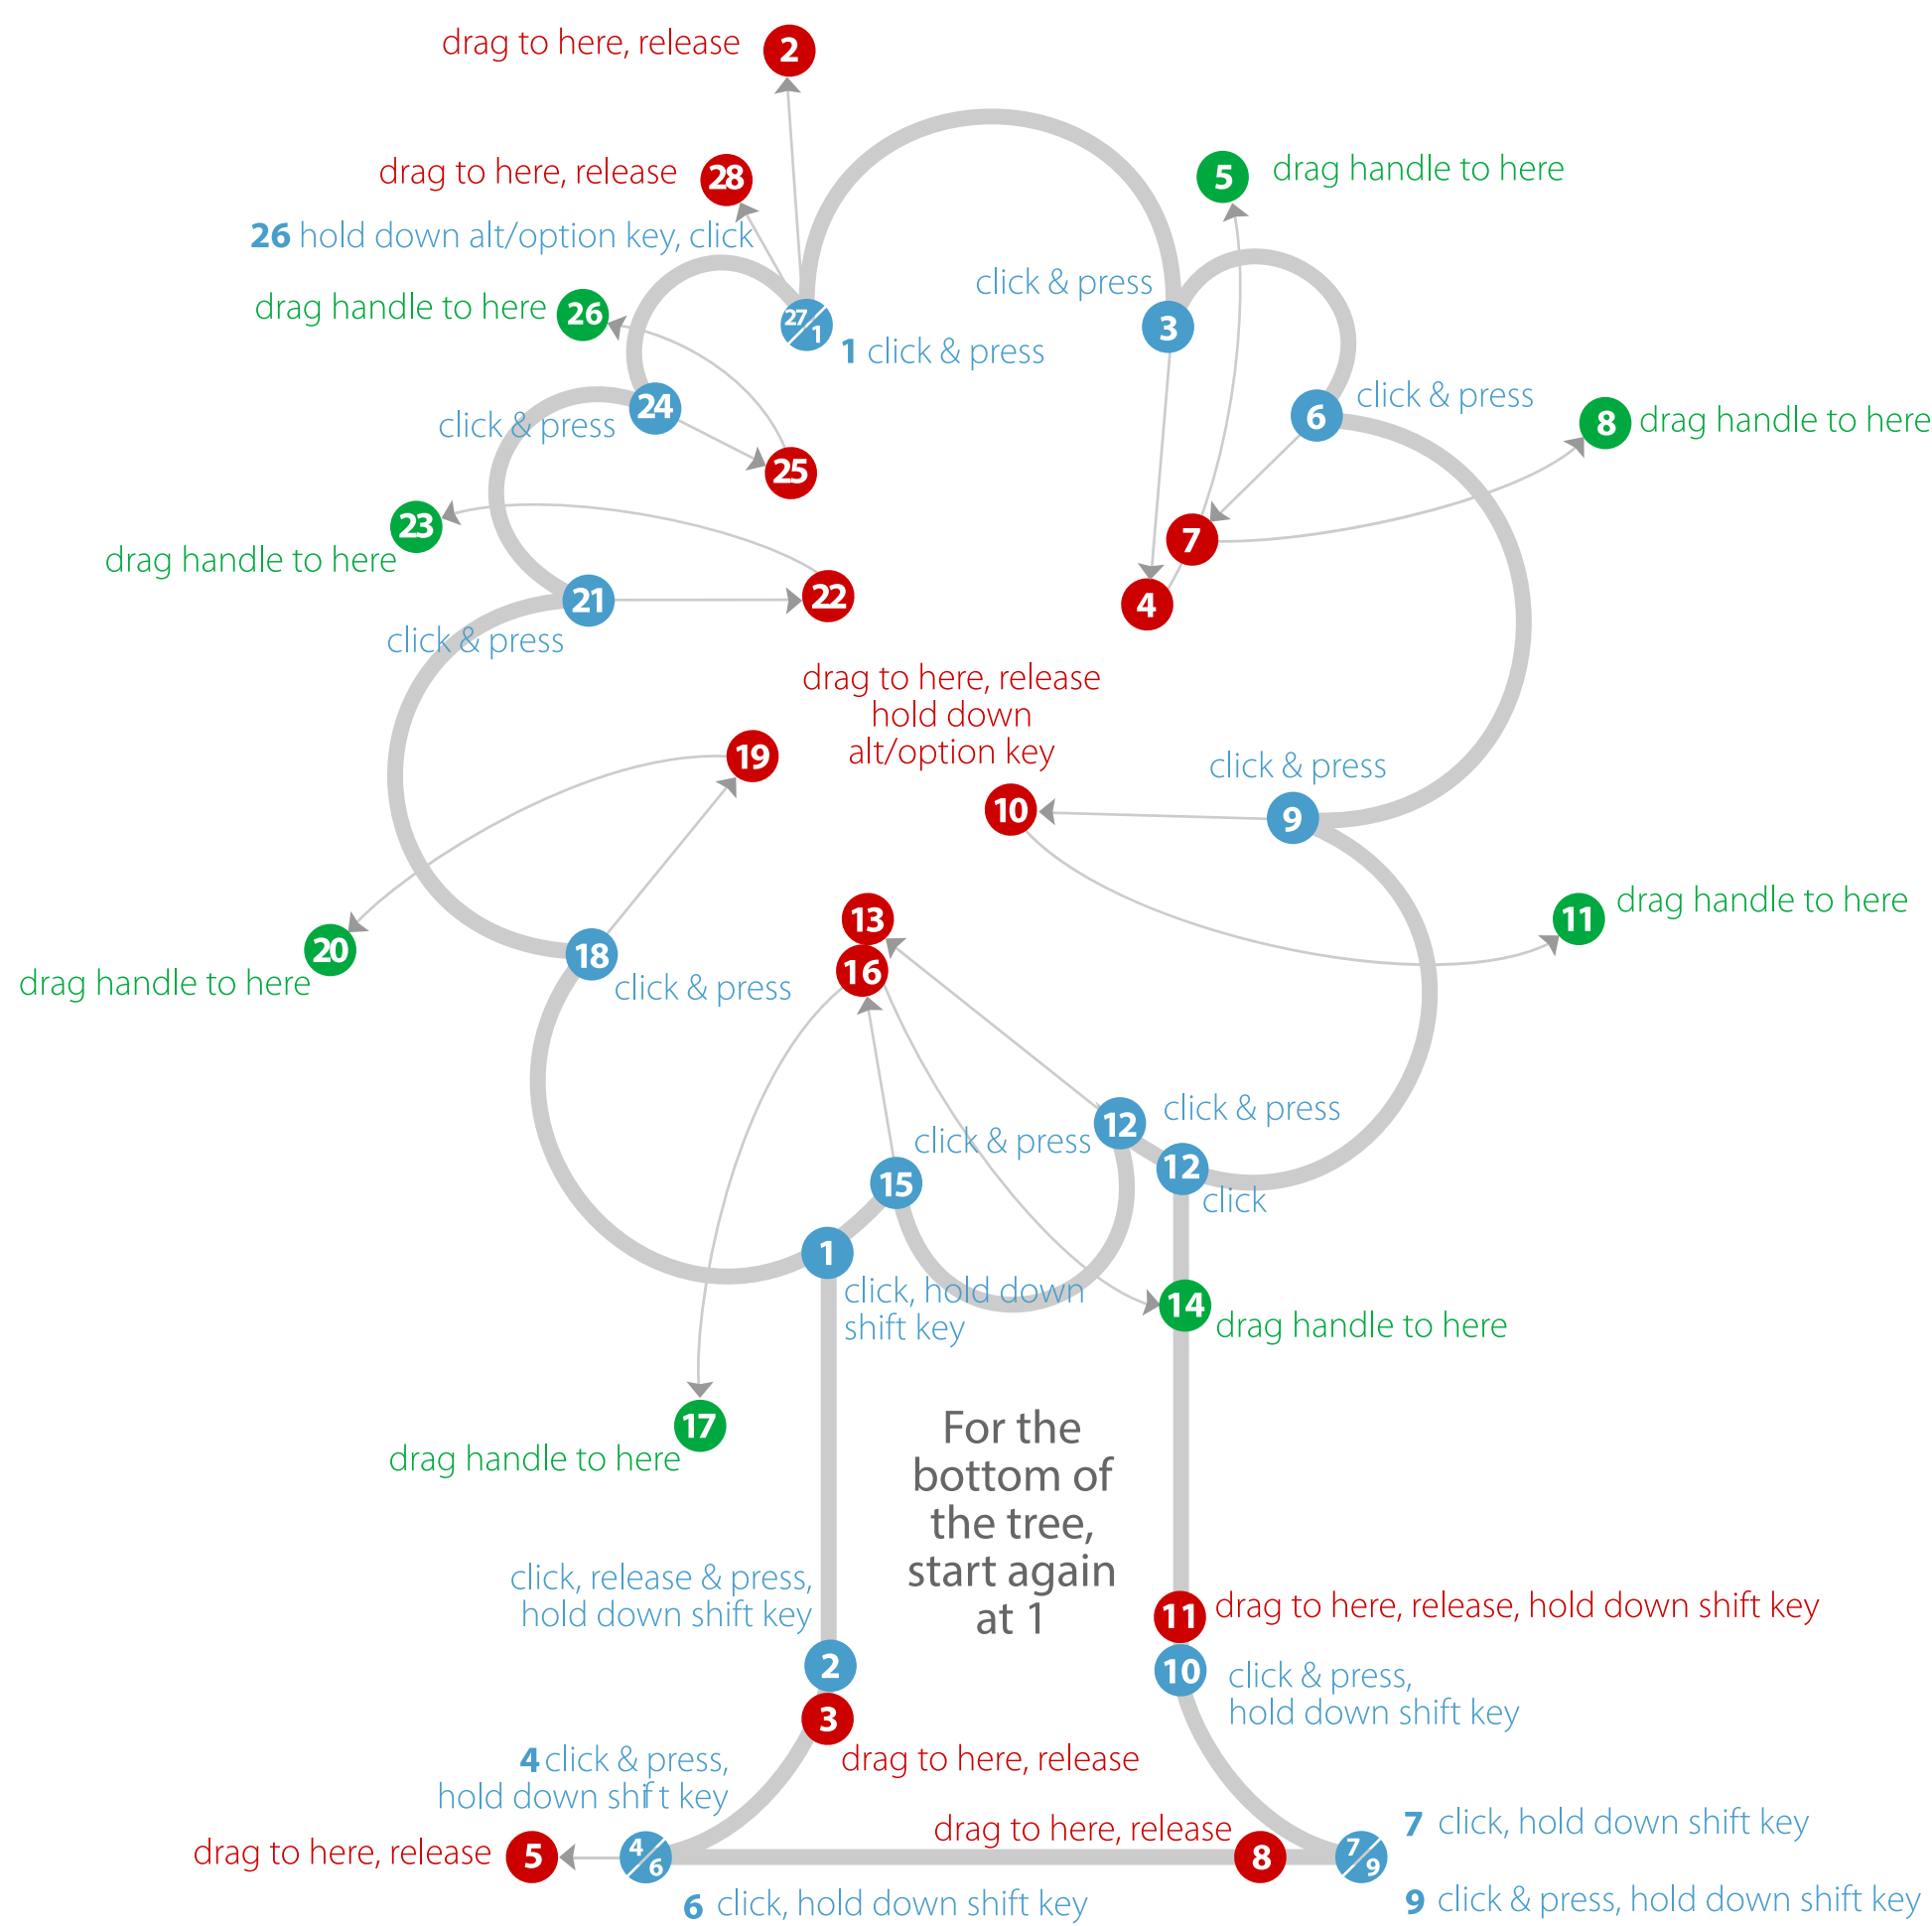 drag to here, release 2
drag to here, release 28
5 drag handle to here
26 hold down alt/option key, click
click & press
drag handle to here 26
27/1
3
1 click & press
24
click & press
6 click & press
8 drag handle to here
25
23
drag handle to here
7
21
22
4
click & press
drag to here, release
hold down
alt/option key
19
click & press
10
9
13
11 drag handle to here
20
drag handle to here
18
click & press
16
12
click & press
click & press
15
12
click
1
click, hold down
shift key
14
drag handle to here
17
drag handle to here
For the
bottom of
the tree,
start again
at 1
click, release & press,
hold down shift key
11 drag to here, release, hold down shift key
2
10
click & press,
hold down shift key
3
drag to here, release
4 click & press,
hold down shift key
drag to here, release 5
4/6
drag to here, release
8
7/9
7 click, hold down shift key
6 click, hold down shift key
9 click & press, hold down shift key